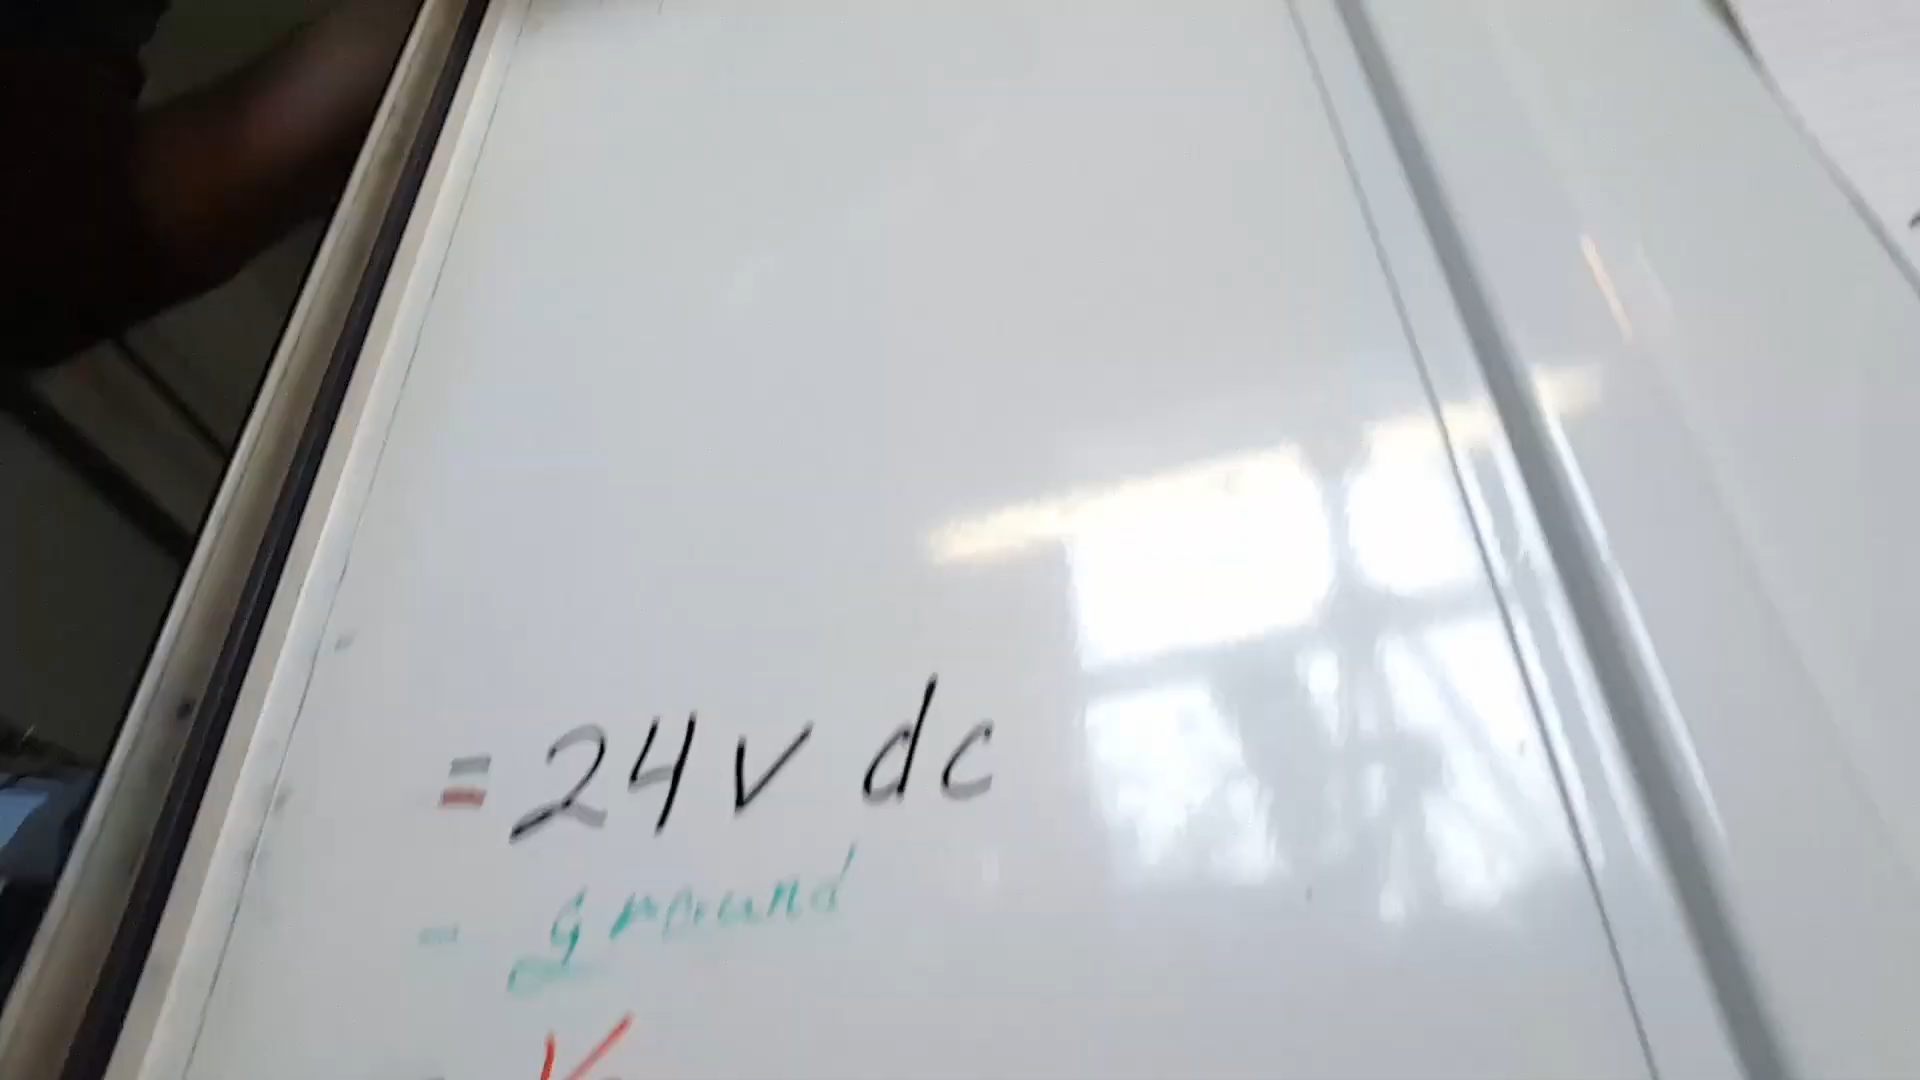 = 24v dc
- ground